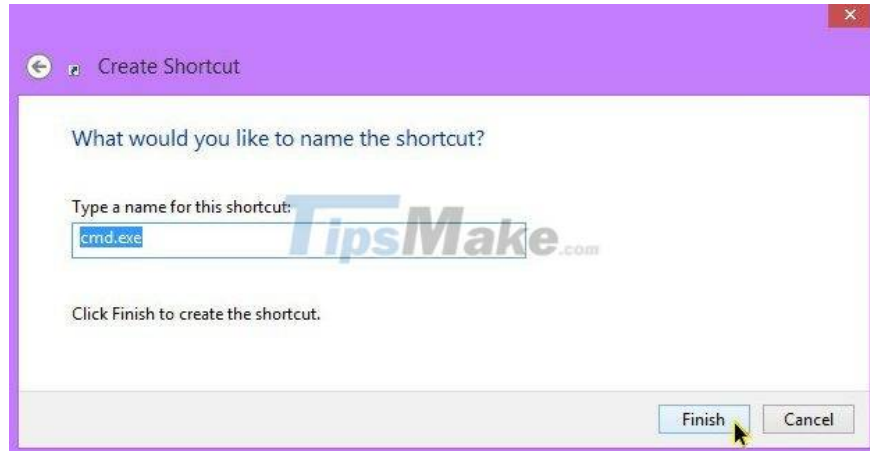 Create Shortcut
What would you like to name the shortcut?
Type a name for this shortcut:
cmd.exe
TipsMake.com
Click Finish to create the shortcut.
Finish Cancel